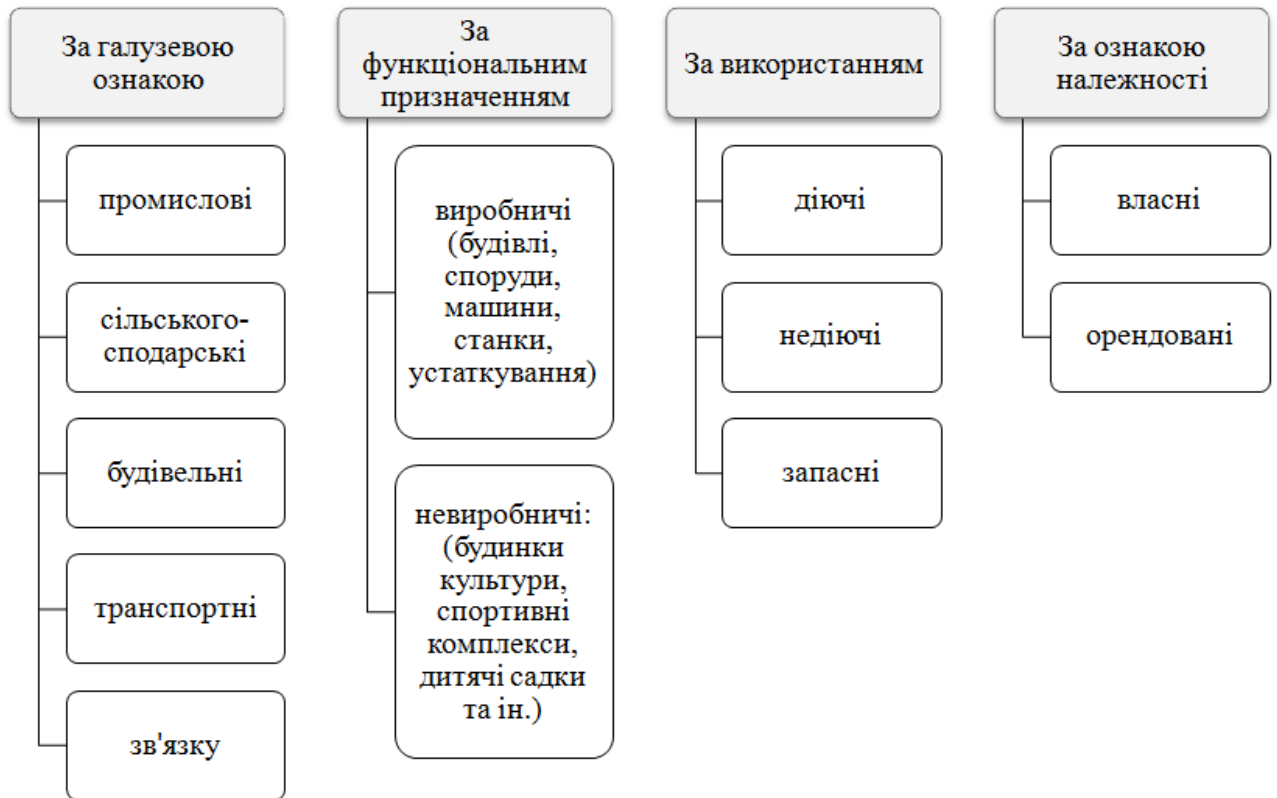 За галузевою
ознакою
промислові
сільського-
сподарські
будівельні
транспортні
зв'язку
За
функціональним
призначенням
виробничі
(будівлі,
споруди,
машини,
станки,
устаткування)
невиробничі:
(будинки
культури,
спортивні
комплекси,
дитячі садки
та ін.)
За використанням
діючі
недіючі
запасні
За ознакою
належності
власні
орендовані